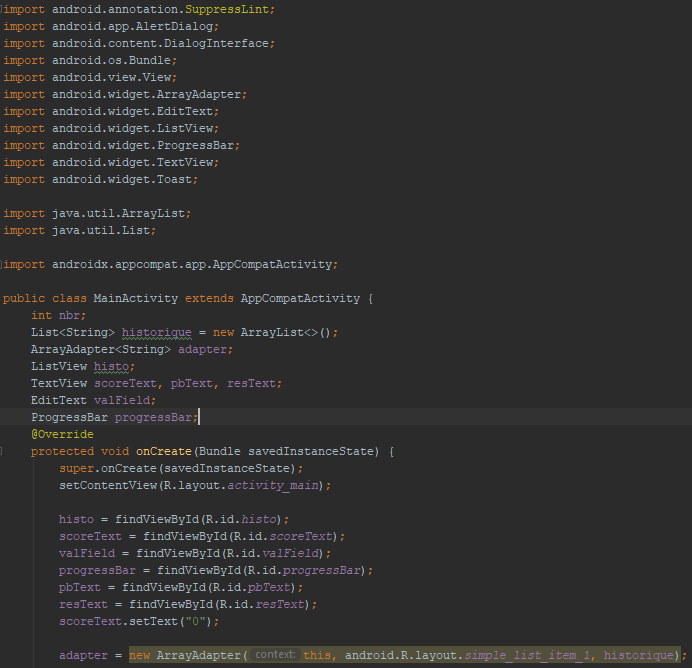 import android.annotation.SuppressLint;
import android.app.AlertDialog;
import android.content.DialogInterface;
import android.os.Bundle;
import android.view.View;
import android.widget.ArrayAdapter;
import android.widget.EditText;
import android.widget.ListView;
import android.widget.ProgressBar;
import android.widget.TextView;
import android.widget.Toast;
import java.util.ArrayList;
import java.util.List;
import androidx.appcompat.app.AppCompatActivity;
public class MainActivity extends AppCompatActivity {
int nbr;
List<String> historique = new ArrayList<>();
ArrayAdapter<String> adapter;
ListView histo;
TextView scoreText, pbText, resText;
EditText valField;
ProgressBar progressBar;
@Override
protected void onCreate(Bundle savedInstanceState) {
super.onCreate(savedInstanceState);
setContentView(R.layout.activity_main);
histo = findViewById(R.id.histo);
scoreText = findViewById(R.id.scoreText);
valField = findViewById(R.id.valField);
progressBar = findViewById(R.id.progressBar);
pbText = findViewById(R.id.pbText);
resText = findViewById(R.id.resText);
scoreText.setText("0");
adapter = new ArrayAdapter( context: this, android.R.layout.simple_list_item_1, historique);